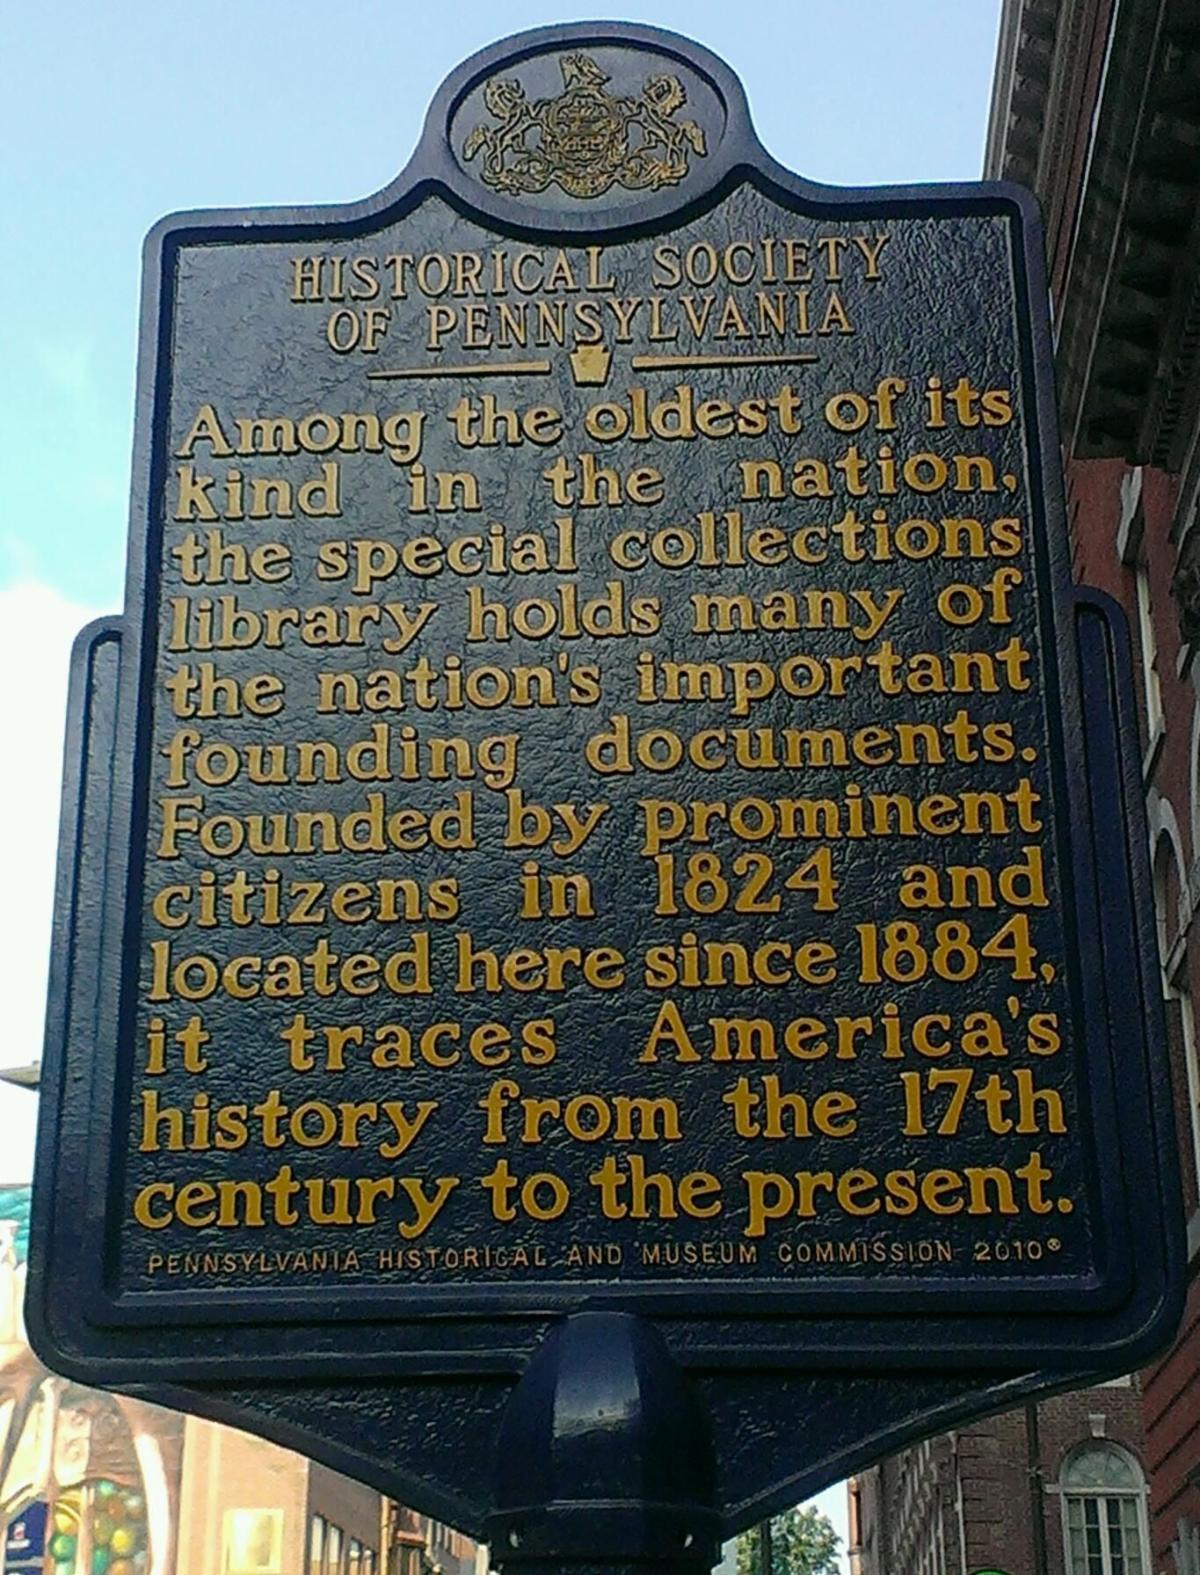 HISTORICAL SOCIETY
OF PENNSYLVANIA
Among the oldest of its
kind in the nation,
the special collections
library holds many of
the nation's important
founding documents.
Founded by prominent
citizens in 1824 and
located here since 1884,
it traces America's
history from the 17th
century to the present.
PENNSYLVANIA HISTORICAL AND MUSEUM COMMISSION 2010®